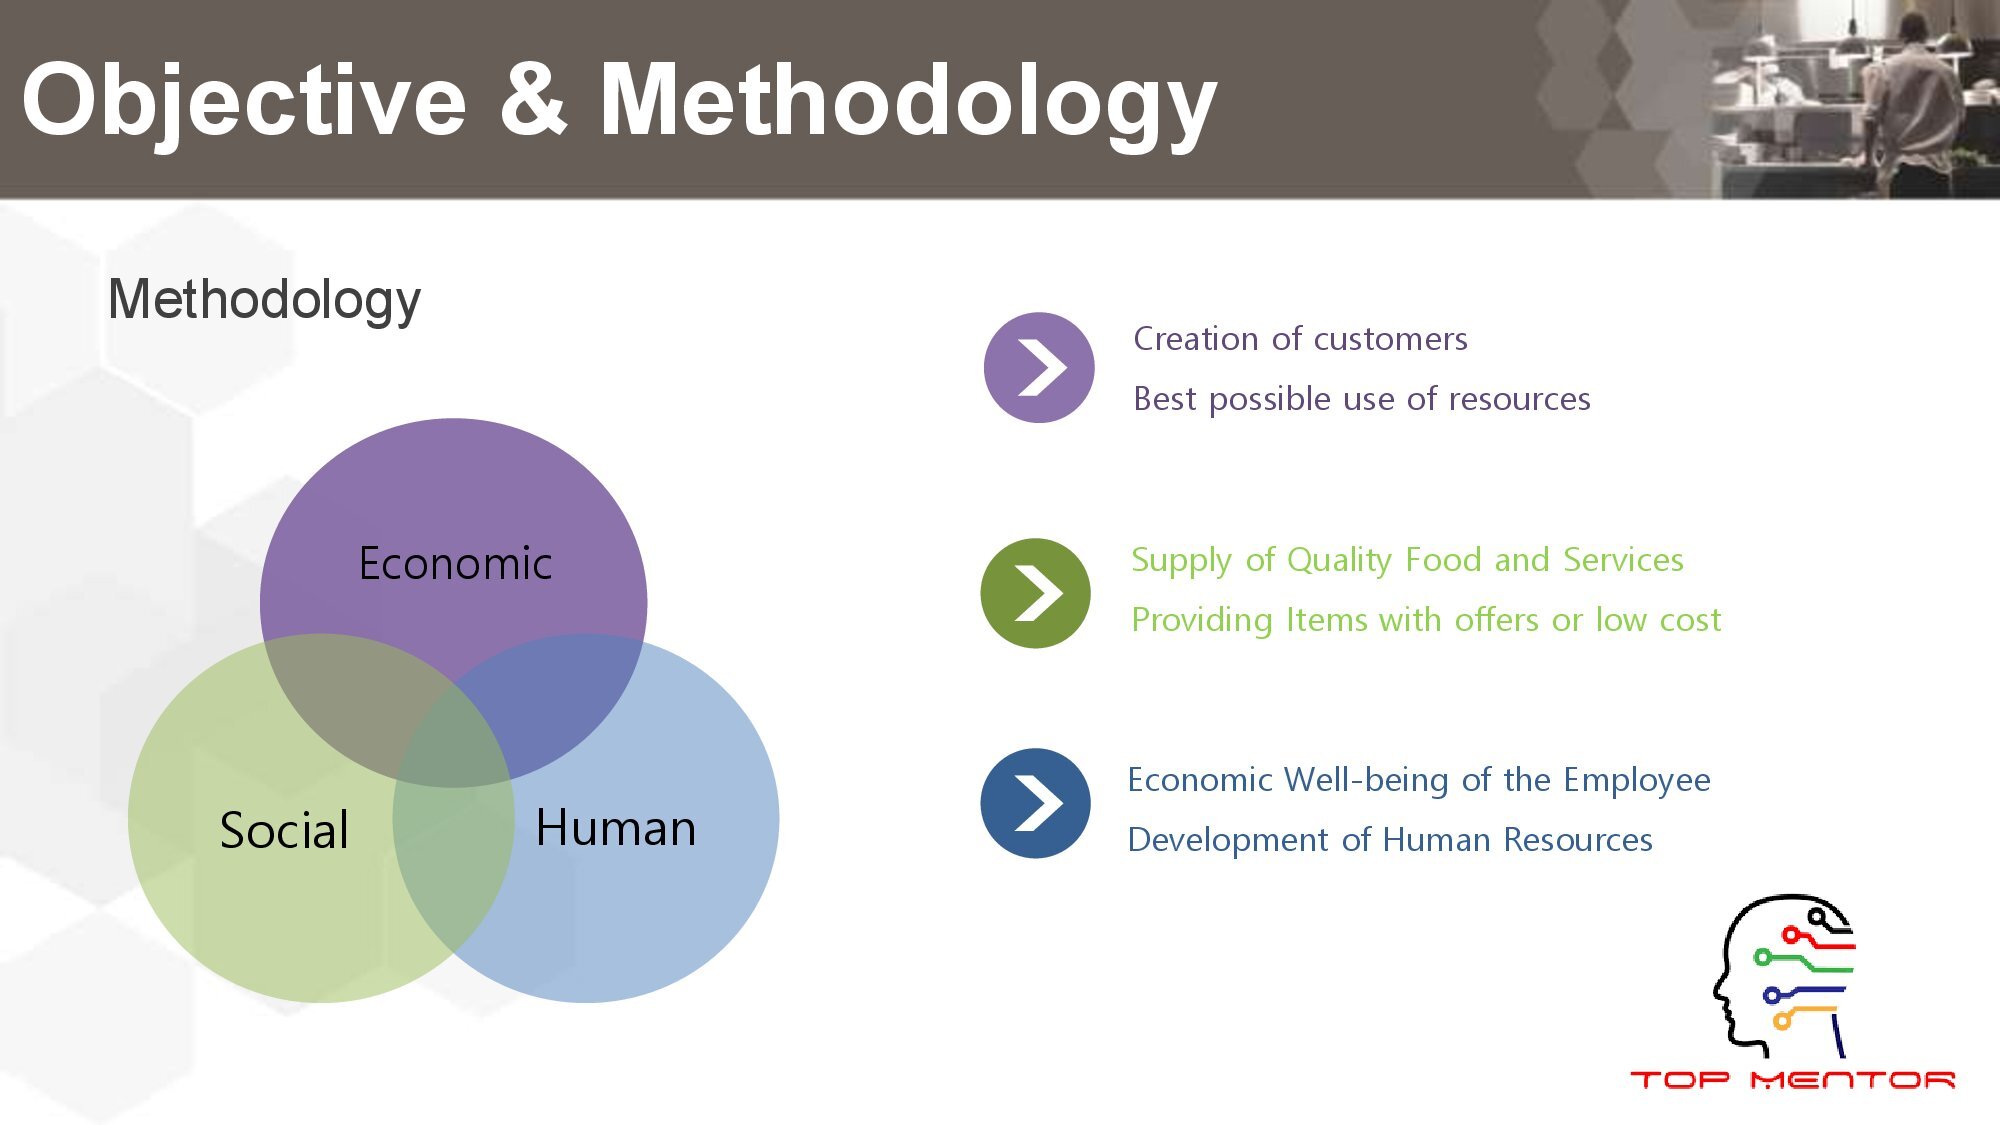 Objective & Methodology
Methodology
Economic
Social
Human
Creation of customers
Best possible use of resources
Supply of Quality Food and Services
Providing Items with offers or low cost
Economic Well-being of the Employee
Development of Human Resources
TOP MENTOR